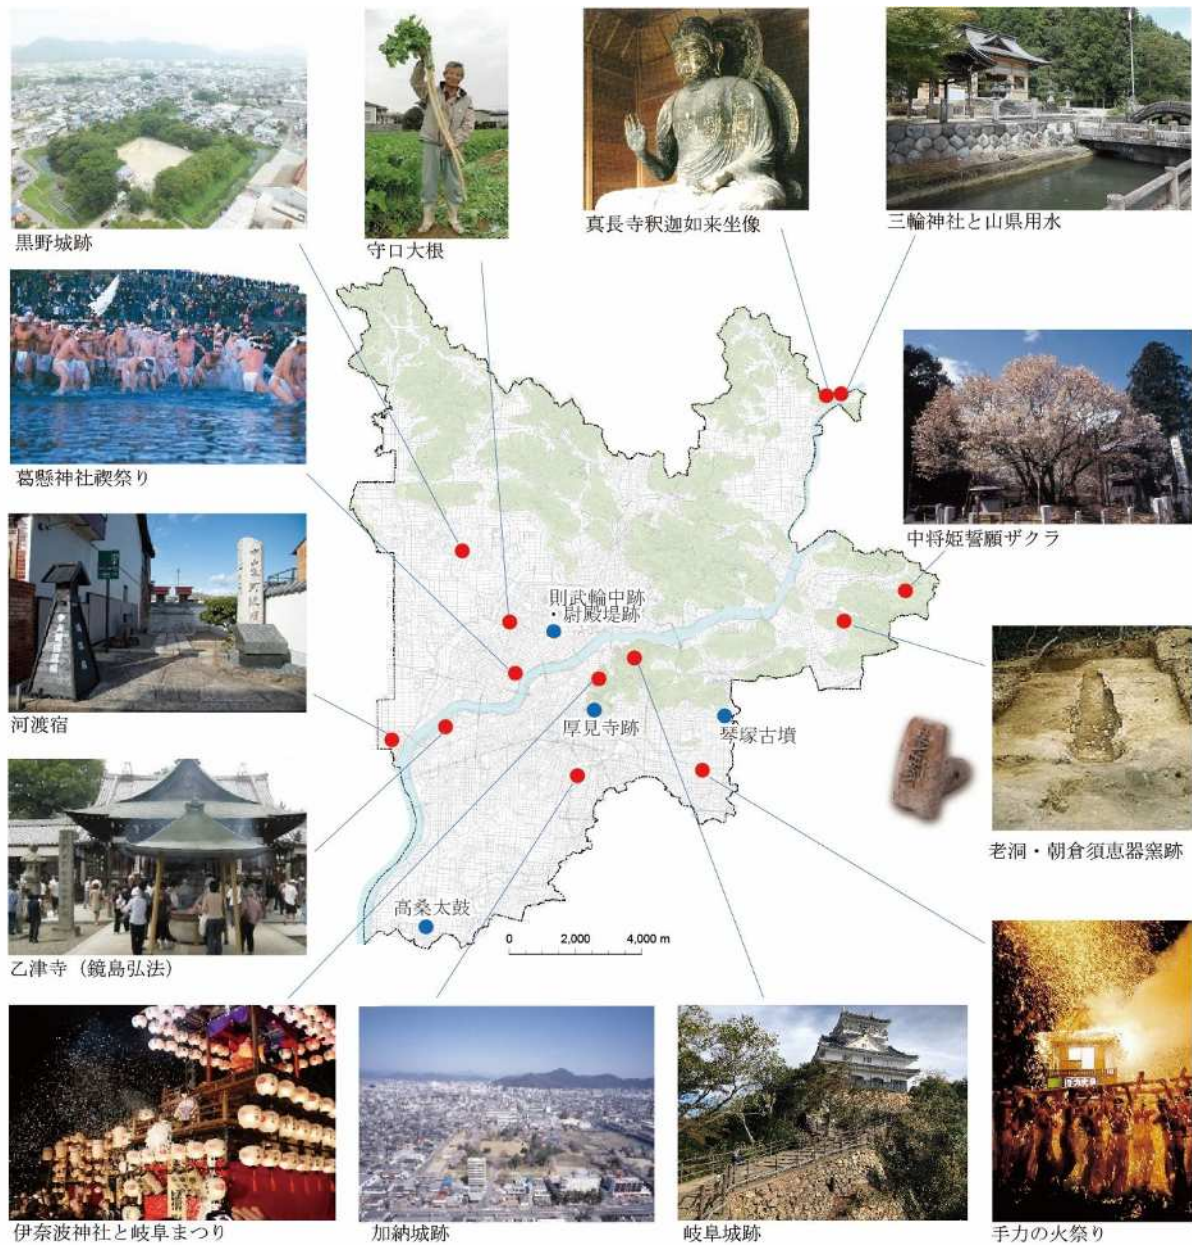 黒野城跡
守口大根
真長寺釈迦如来坐像
三輪神社と山県用水
葛懸神社禊祭り
中将姫誓願ザクラ
則武輪中跡
・尉殿堤跡
河渡宿
厚見寺跡
琴塚古墳
老洞・朝倉須恵器窯跡
高桑太鼓
0 2,000 4,000 m
乙津寺(鏡島弘法)
伊奈波神社と岐阜まつり
加納城跡
岐阜城跡
手力の火祭り